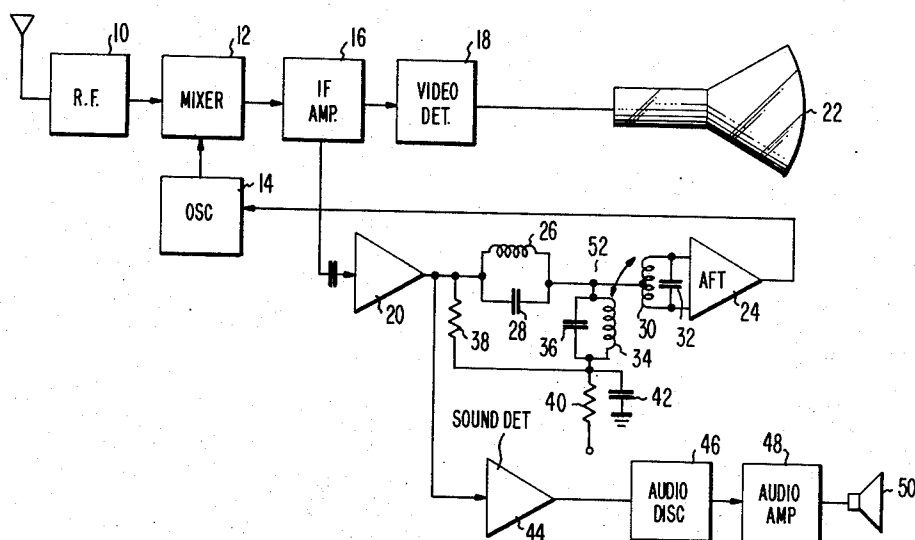 10
R.F.
12
MIXER
16
IF
AMP.
18
VIDEO
DET.
22
14
OSC
26
52
20
28
38
36
34
30
32
AFT
24
40
42
SOUND DET
44
46
AUDIO
DISC
48
AUDIO
AMP
50